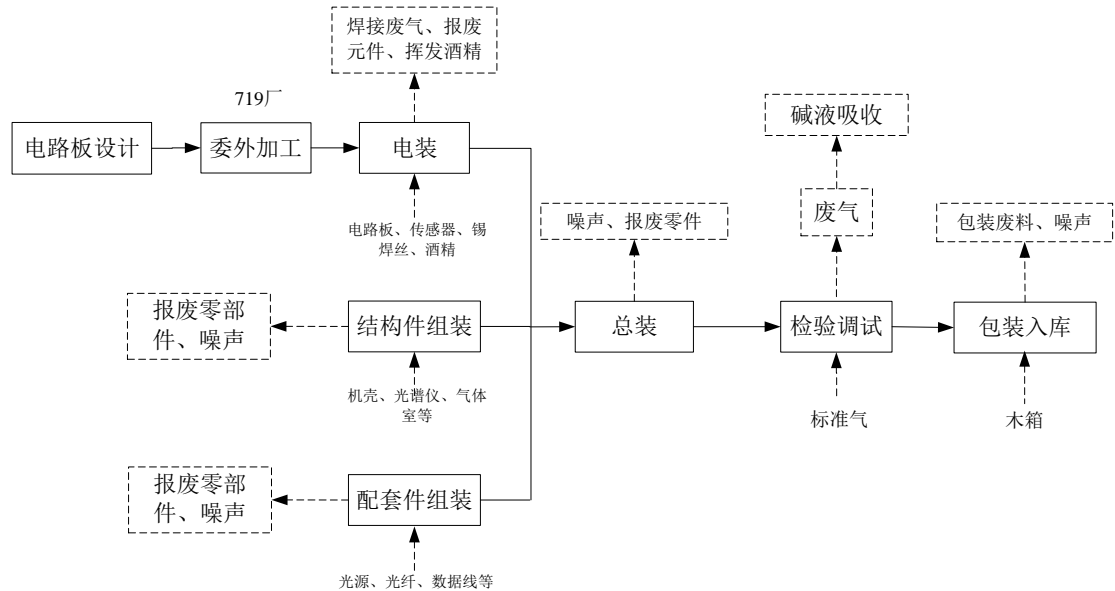 焊接废气、报废
元件、挥发酒精
719厂
碱液吸收
电路板设计
委外加工
电装
废气
噪声、报废零件
包装废料、噪声
电路板、传感器、锡
焊丝、酒精
报废零部
件、噪声
结构件组装
总装
检验调试
包装入库
机壳、光谱仪、气体
室等
标准气
木箱
报废零部
件、噪声
配套件组装
光源、光纤、数据线等